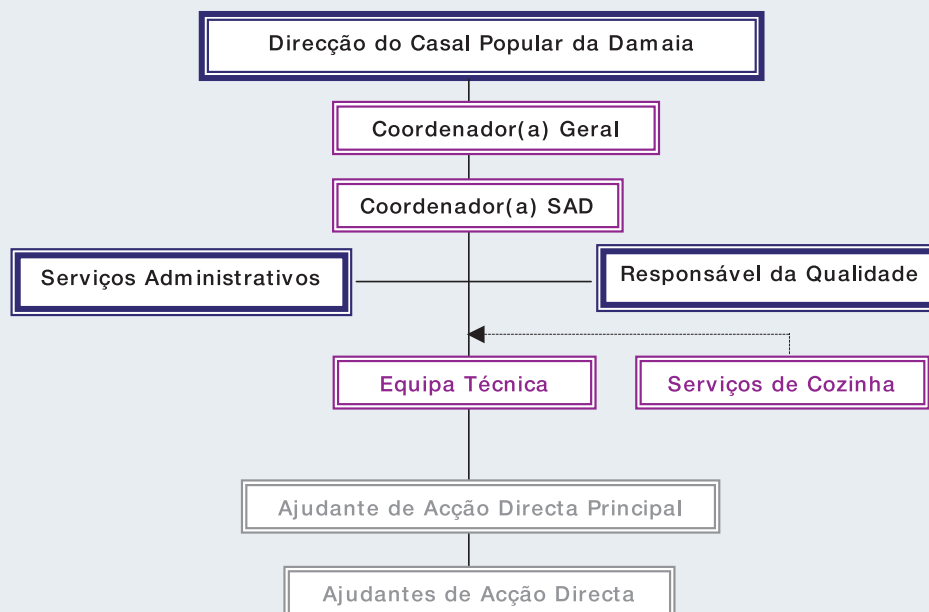 Direcção do Casal Popular da Damaia
Coordenador(a) Geral
Coordenador(a) SAD
Serviços Administrativos
Responsável da Qualidade
Equipa Técnica
Serviços de Cozinha
Ajudante de Acção Directa Principal
Ajudantes de Acção Directa